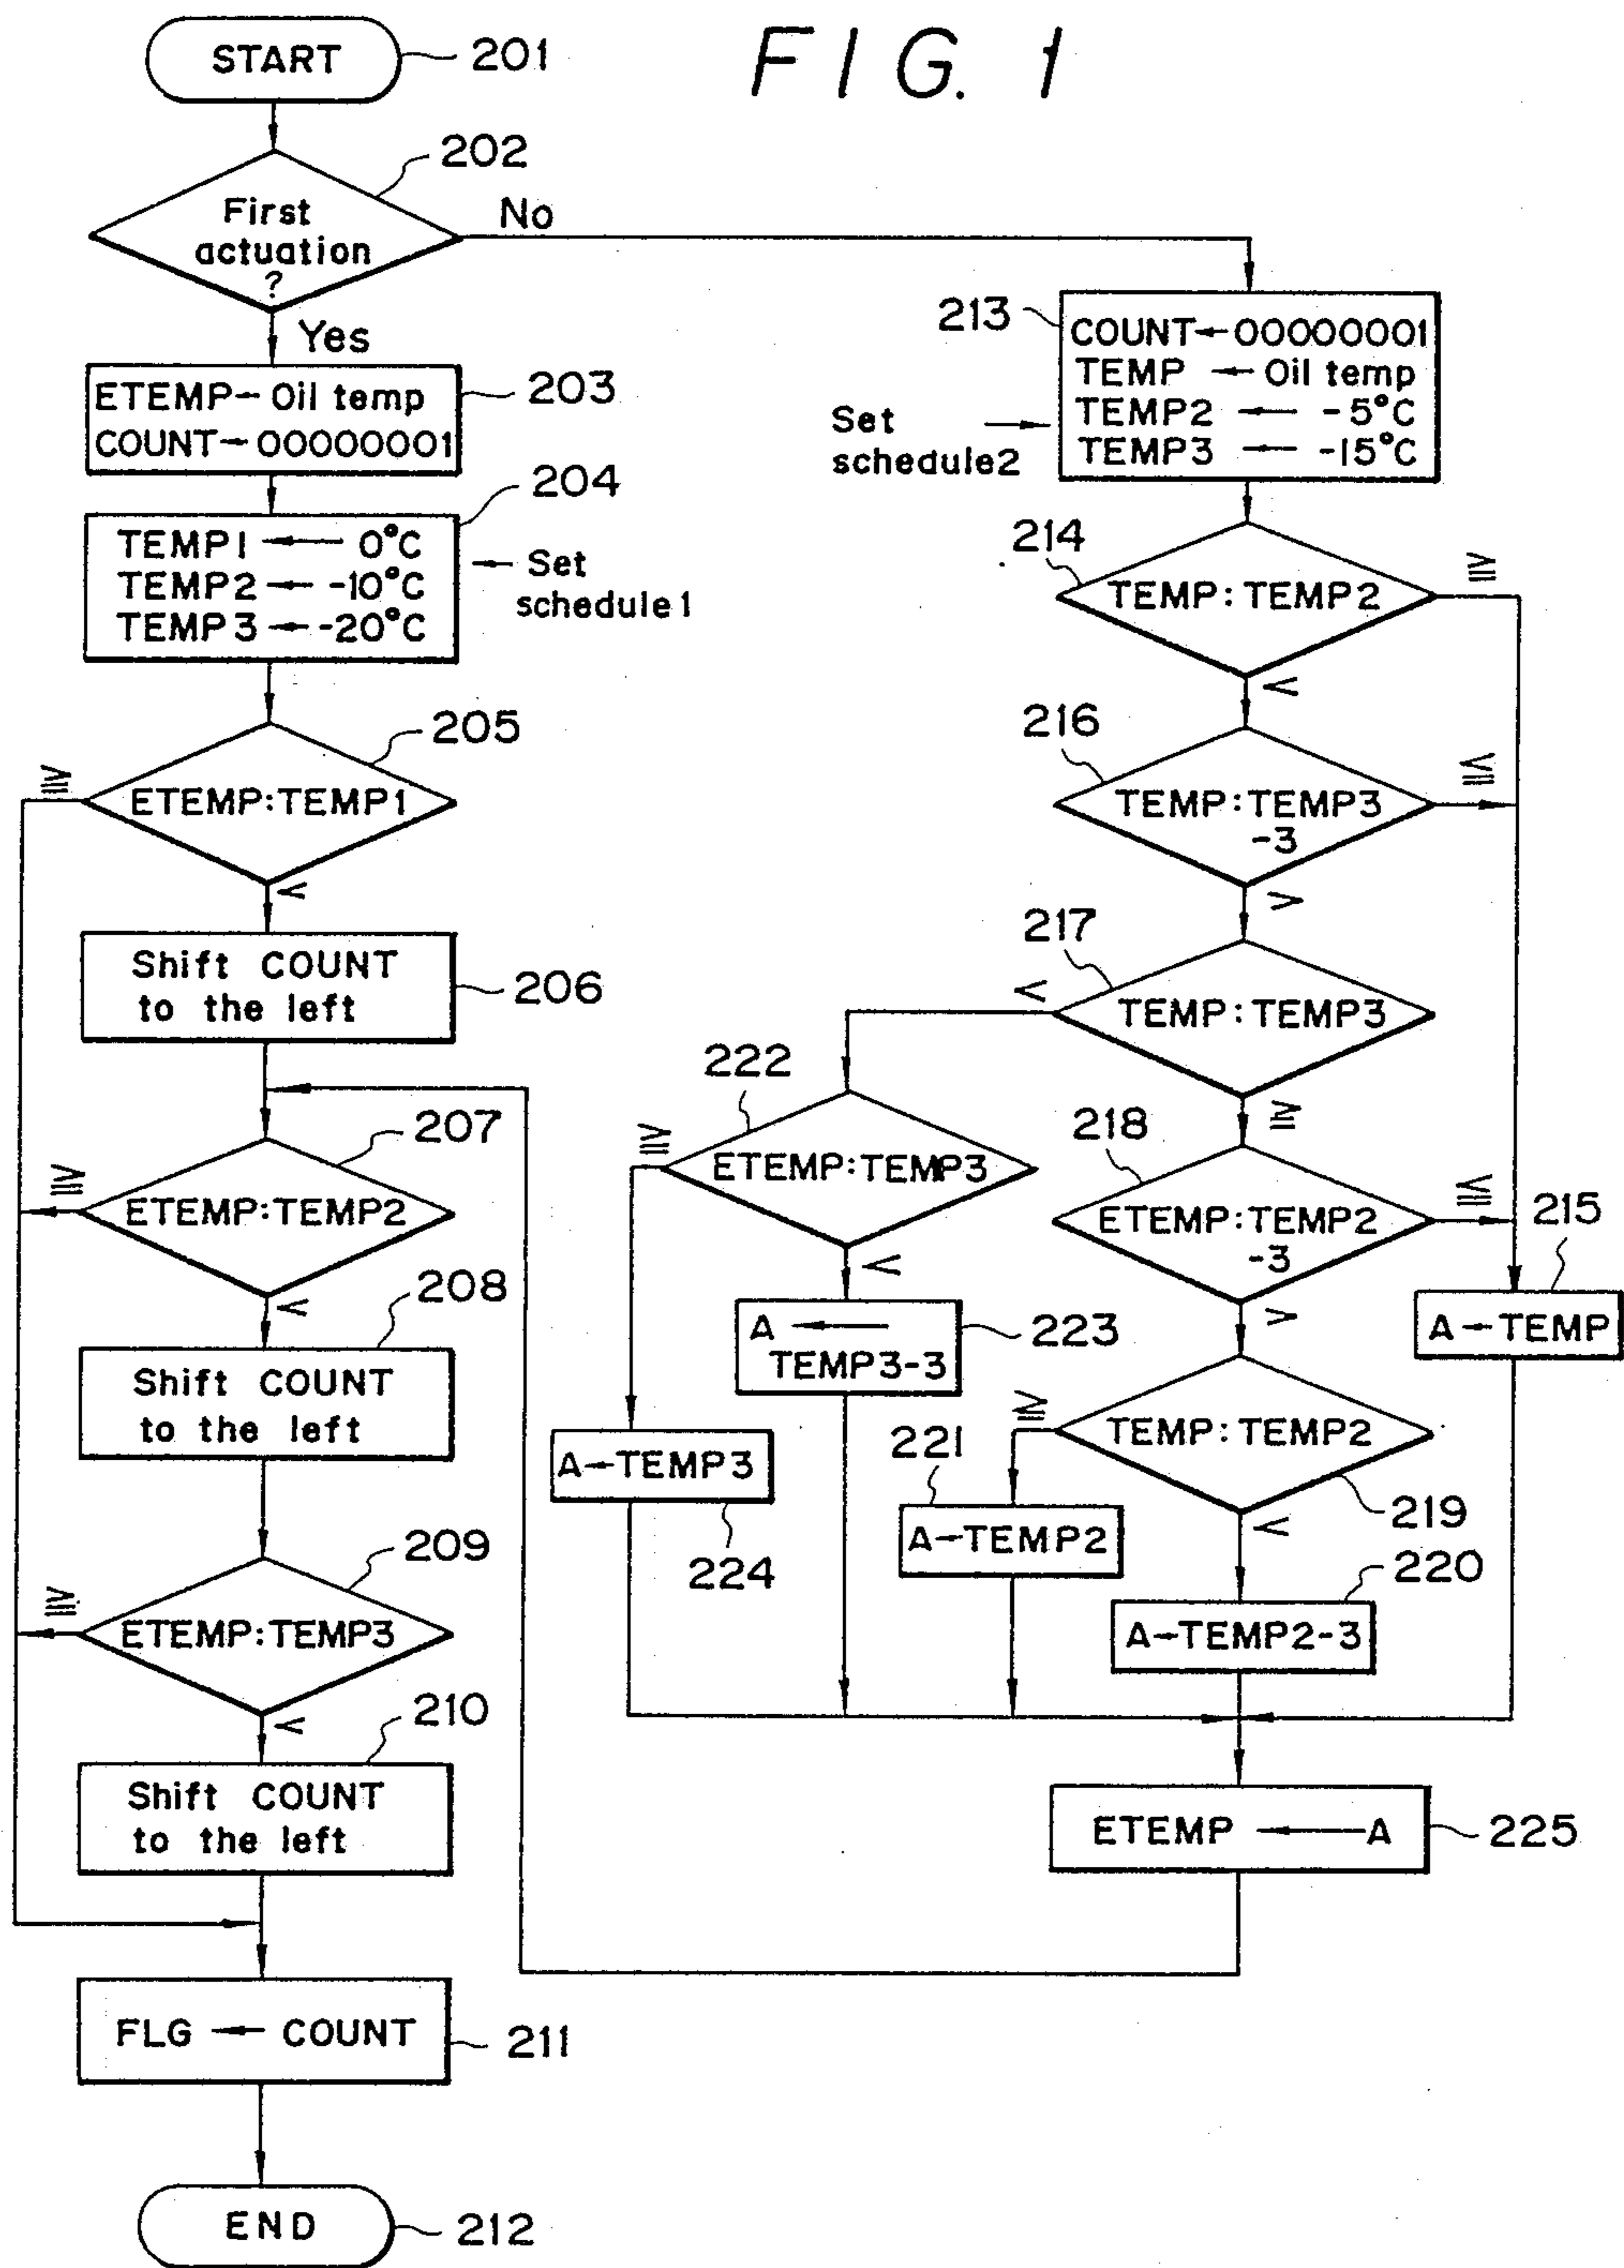 FIG. 1
START
201
202
First
actuation
?
No
Yes
ETEMP←Oil temp
COUNT←00000001
203
204
TEMP1 ← 0°C
TEMP2 ← -10°C
TEMP3 ← -20°C
← Set
schedule1
205
≧
ETEMP:TEMP1
<
Shift COUNT
to the left
206
207
≧
ETEMP:TEMP2
<
208
Shift COUNT
to the left
209
≧
ETEMP:TEMP3
<
210
Shift COUNT
to the left
FLG ← COUNT
211
END
212
213
COUNT←00000001
TEMP ← Oil temp
TEMP2 ← -5°C
TEMP3 ← -15°C
Set →
schedule2
214
≧
TEMP:TEMP2
<
216
≦
TEMP:TEMP3
-3
>
217
<
TEMP:TEMP3
≧
222
≧
ETEMP:TEMP3
<
A ←
TEMP3-3
223
A←TEMP3
224
218
≦
ETEMP:TEMP2
-3
>
215
A←TEMP
≧
TEMP:TEMP2
219
<
221
A←TEMP2
220
A←TEMP2-3
ETEMP ← A
225